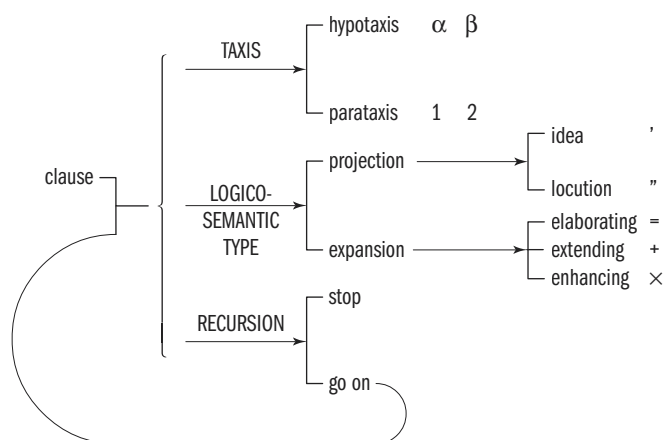 hypotaxis α β
TAXIS
parataxis 1 2
idea '
projection
clause
locution "
LOGICO-
SEMANTIC
TYPE
elaborating =
expansion
extending +
enhancing ×
stop
RECURSION
go on